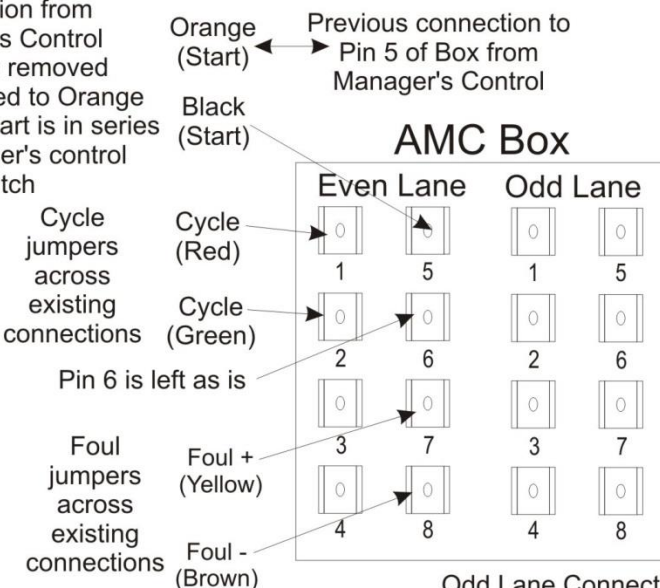 ion from
s Control
removed
ed to Orange
art is in series
er's control
tch
Orange
(Start)
Previous connection to
Pin 5 of Box from
Manager's Control
Black
(Start)
AMC Box
Even Lane Odd Lane
Cycle
jumpers
across
existing
connections
Cycle
(Red)
Cycle
(Green)
Pin 6 is left as is
Foul
jumpers
across
existing
connections
Foul +
(Yellow)
Foul -
(Brown)
1 5 1 5
2 6 2 6
3 7 3 7
4 8 4 8
Odd Lane Connect